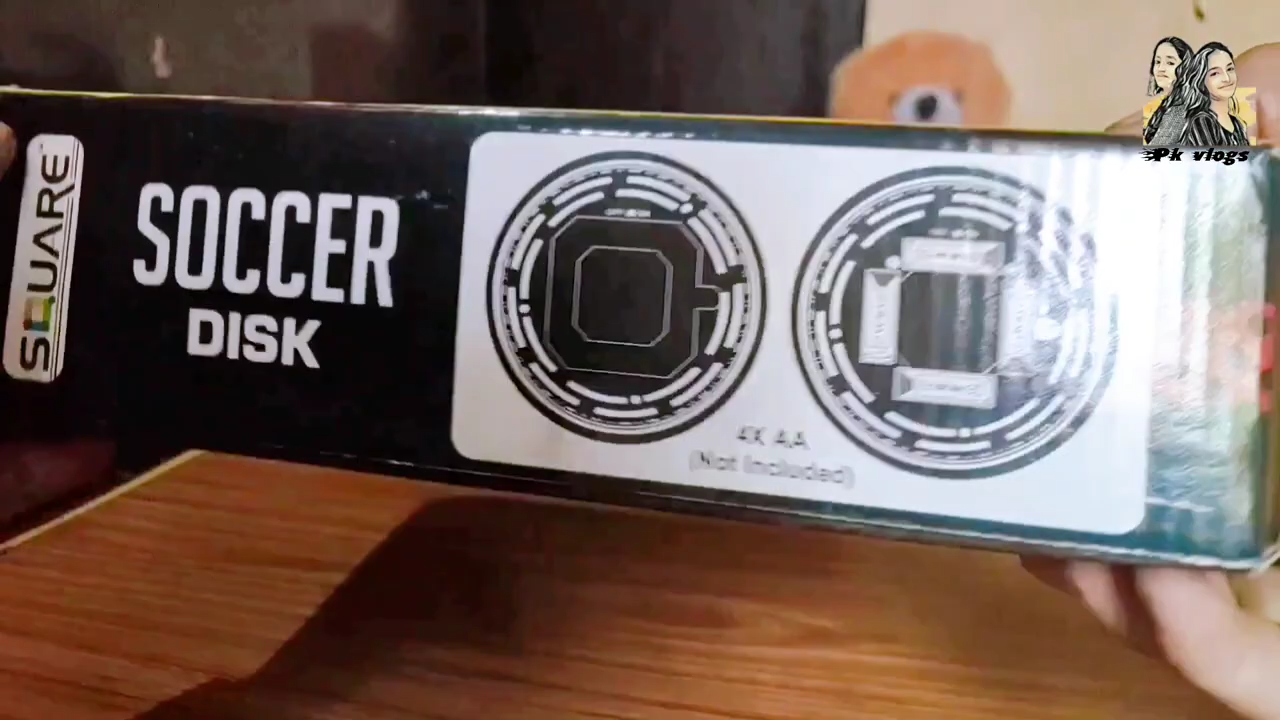 SQUARE
SOCCER
DISK
4X AA
(Not Included)
Pk vlogs